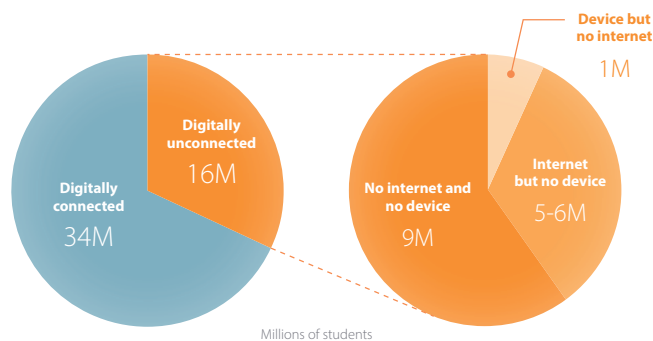 Device but
no internet
1M
Digitally
unconnected
16M
Digitally
connected
34M
No internet and
no device
9M
Internet
but no device
5-6M
Millions of students